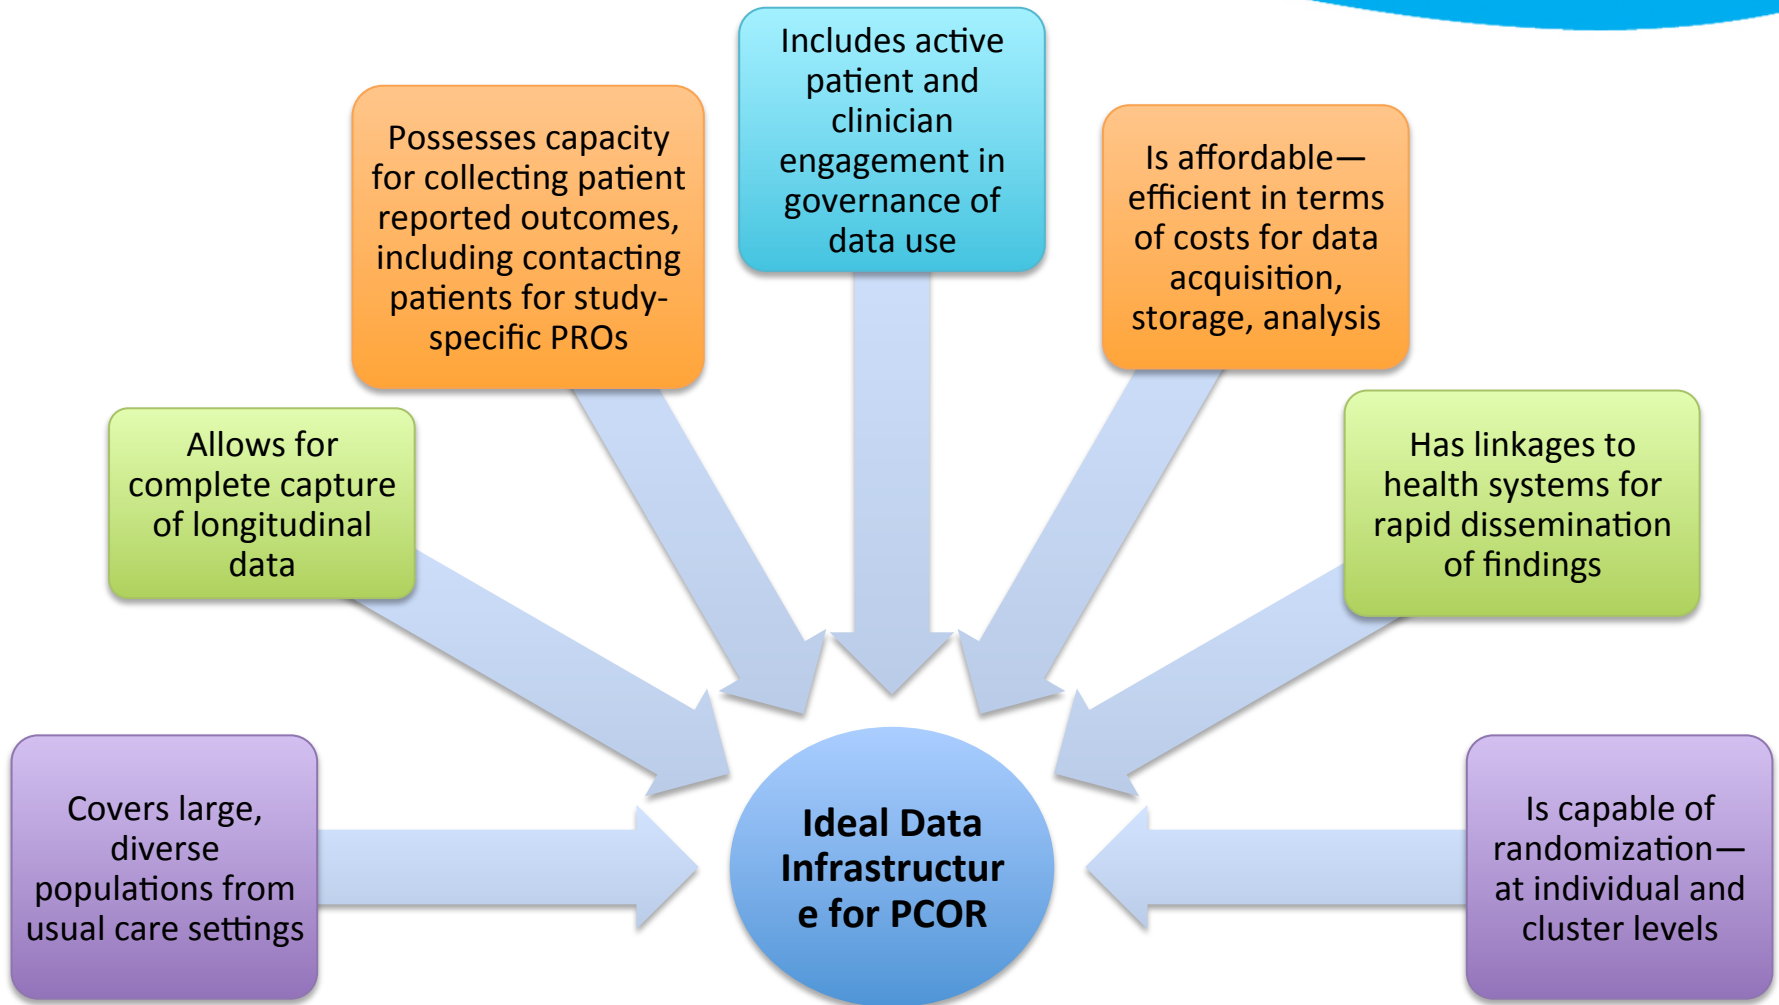 Includes active
patient and
clinician
engagement in
governance of
data use
Possesses capacity
for collecting patient
reported outcomes,
including contacting
patients for study-
specific PROs
Is affordable—
efficient in terms
of costs for data
acquisition,
storage, analysis
Allows for
complete capture
of longitudinal
data
Has linkages to
health systems for
rapid dissemination
of findings
Covers large,
diverse
populations from
usual care settings
Ideal Data
Infrastructur
e for PCOR
Is capable of
randomization—
at individual and
cluster levels